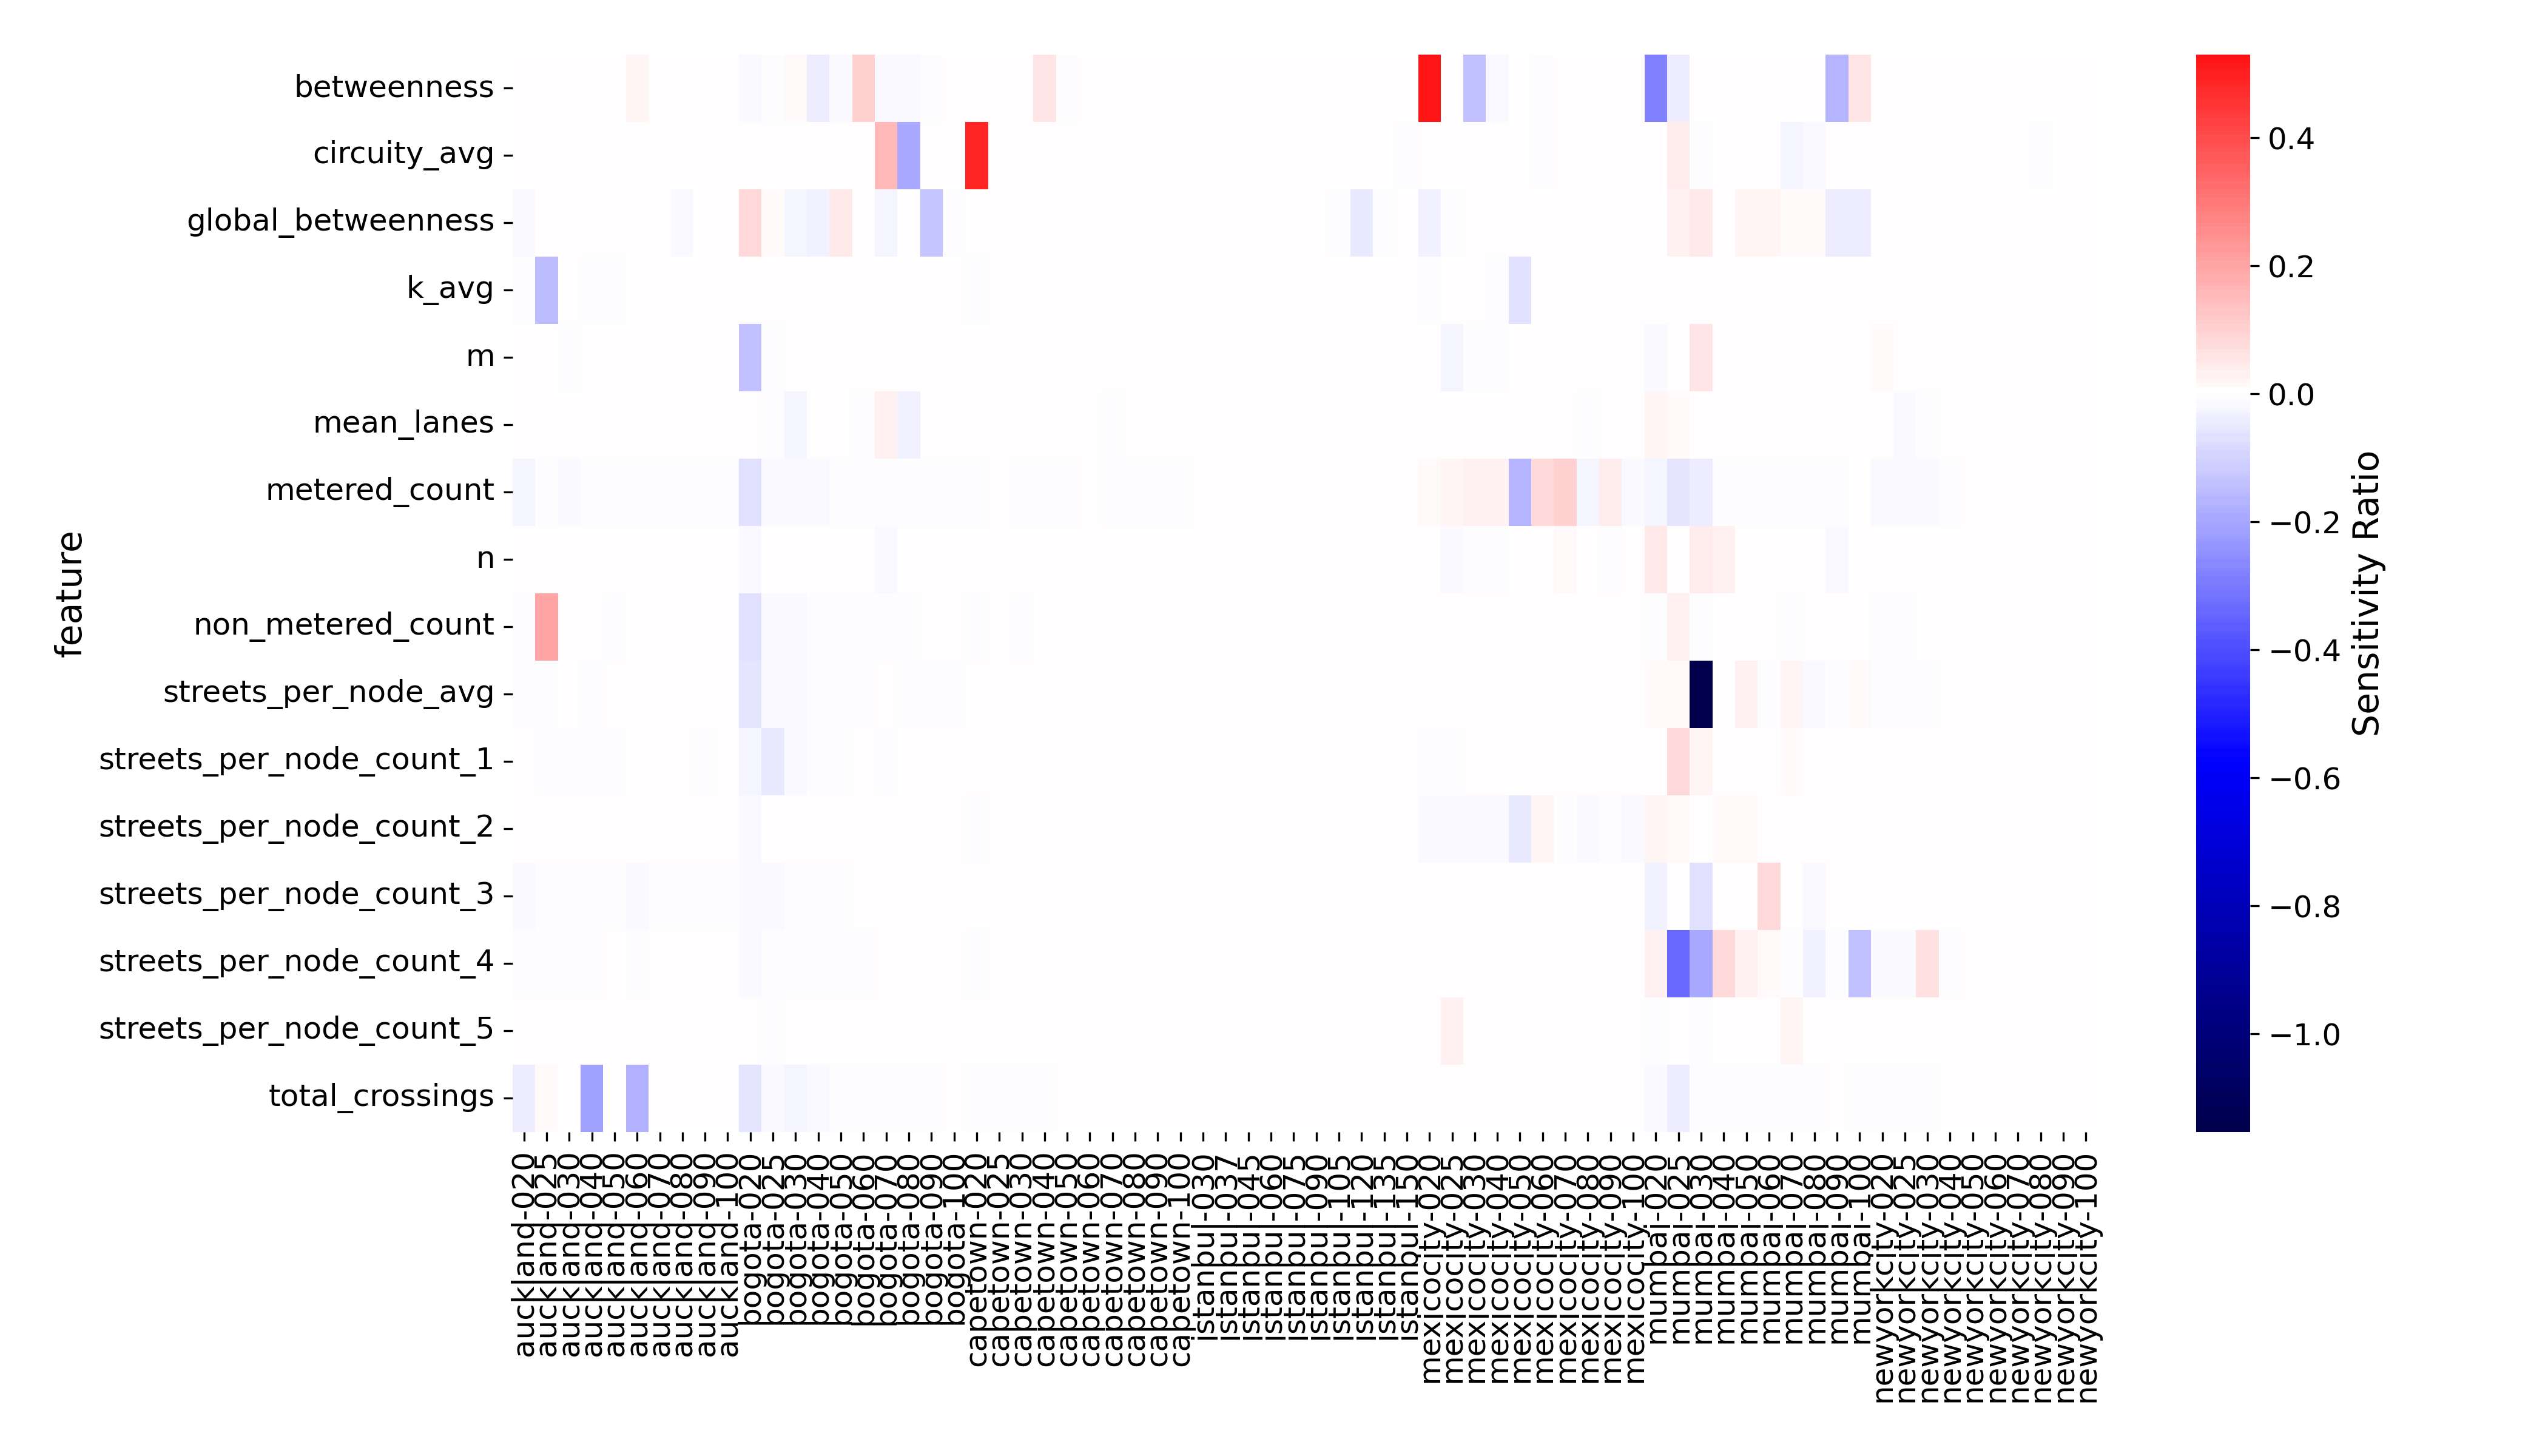 feature
betweenness
circuity_avg
global_betweenness
k_avg
m
mean_lanes
metered_count
n
non_metered_count
streets_per_node_avg
streets_per_node_count_1
streets_per_node_count_2
streets_per_node_count_3
streets_per_node_count_4
streets_per_node_count_5
total_crossings
auckland-020
auckland-025
auckland-030
auckland-040
auckland-050
auckland-060
auckland-070
auckland-080
auckland-090
auckland-100
bogota-020
bogota-025
bogota-030
bogota-040
bogota-050
bogota-060
bogota-070
bogota-080
bogota-090
bogota-100
capetown-020
capetown-025
capetown-030
capetown-040
capetown-050
capetown-060
capetown-070
capetown-080
capetown-090
capetown-100
istanbul-030
istanbul-037
istanbul-045
istanbul-060
istanbul-075
istanbul-090
istanbul-105
istanbul-120
istanbul-135
istanbul-150
mexicocity-020
mexicocity-025
mexicocity-030
mexicocity-040
mexicocity-050
mexicocity-060
mexicocity-070
mexicocity-080
mexicocity-090
mexicocity-100
mumbai-020
mumbai-025
mumbai-030
mumbai-040
mumbai-050
mumbai-060
mumbai-070
mumbai-080
mumbai-090
mumbai-100
newyorkcity-020
newyorkcity-025
newyorkcity-030
newyorkcity-040
newyorkcity-050
newyorkcity-060
newyorkcity-070
newyorkcity-080
newyorkcity-090
newyorkcity-100
0.4
0.2
0.0
−0.2
−0.4
−0.6
−0.8
−1.0
Sensitivity Ratio